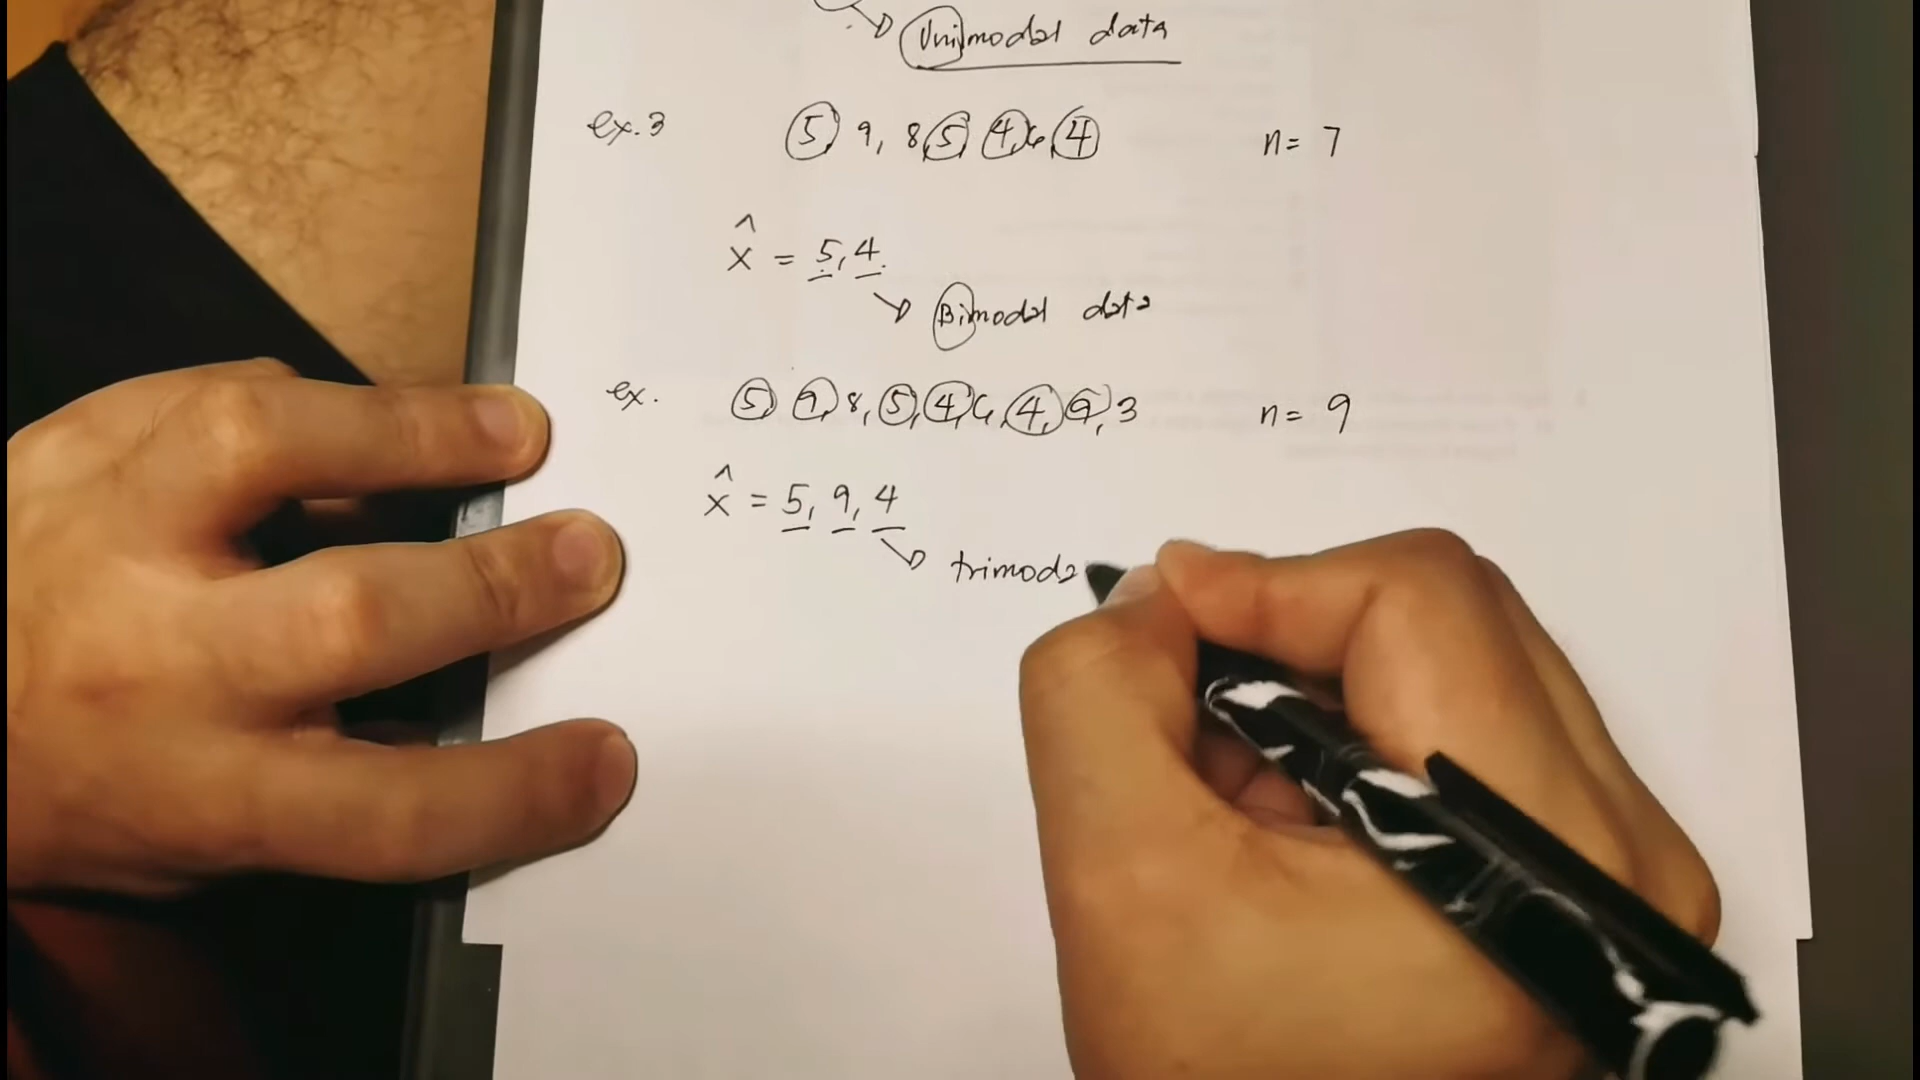 Unimodal data
ex.3 5 9, 8, 5, 4, 6, 4 n= 7
x̂ = 5, 4.
Bimodal data
ex. 5, 9, 8, 5, 4, 6, 4, 9, 3 n= 9
x̂ = 5, 9, 4
trimoda